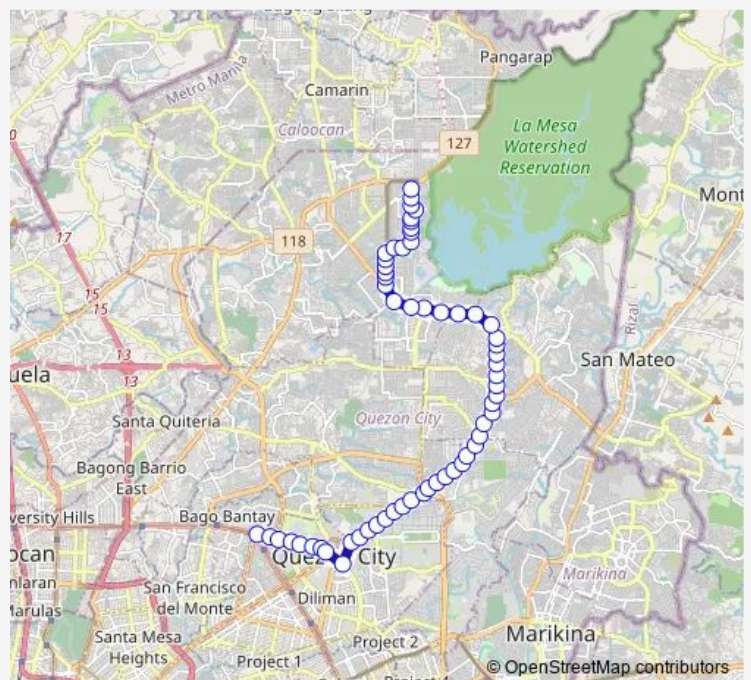 Pangarap
Metro Manila
Camarin
Caloocan
127
La Mesa
Watershed
Reservation
Mont
118
17
15
15
Rizal
13
13
San Mateo
uela
Santa Quiteria
Quezon City
Bagong Barrio
East
versity Hills
Bago Bantay
ocan
Quezon City
Marikina
nlaran
San Francisco
del Monte
Diliman
Marulas
Santa Mesa
Heights
Marikina
Project 2
Project 1
© OpenStreetMap contributors